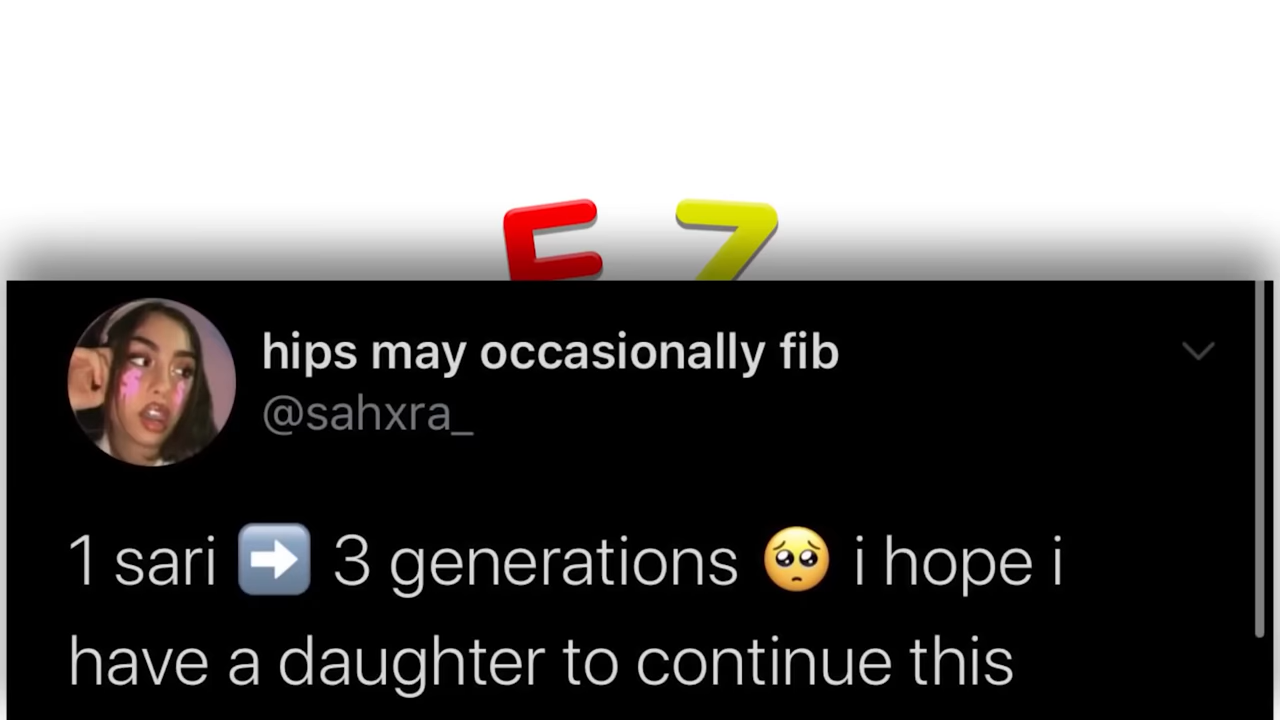 E Z
hips may occasionally fib
@sahxra_
1 sari ➡️ 3 generations 🥺 i hope i
have a daughter to continue this